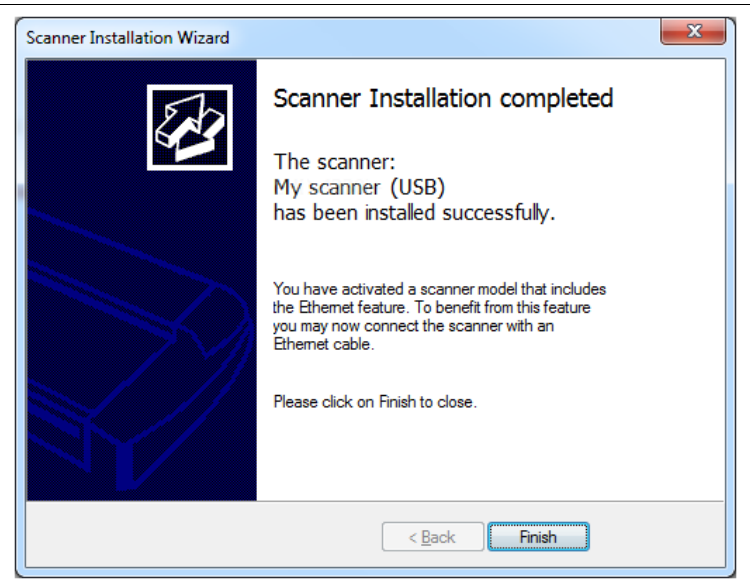 Scanner Installation Wizard
Scanner Installation completed
The scanner:
My scanner (USB)
has been installed successfully.
You have activated a scanner model that includes
the Ethernet feature. To benefit from this feature
you may now connect the scanner with an
Ethernet cable.
Please click on Finish to close.
< Back
Finish